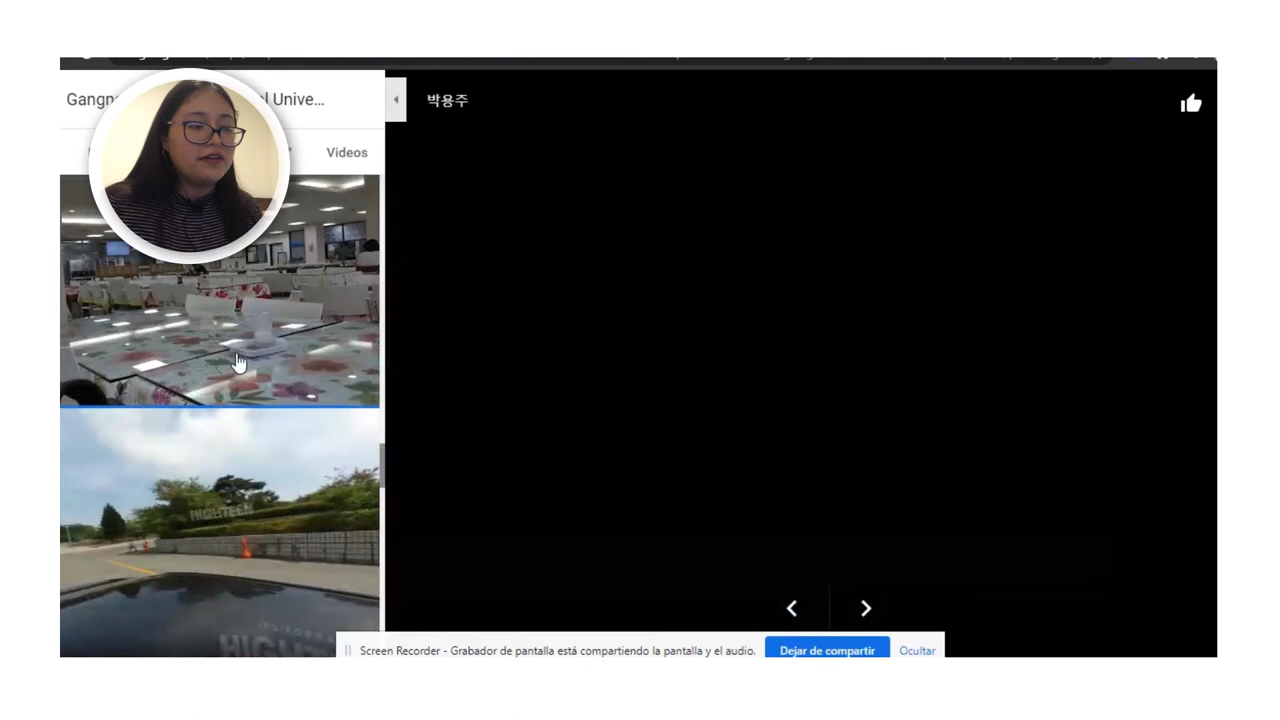 Gangn
l Unive...
박용주
Videos
HIGHTEEN
Screen Recorder - Grabador de pantalla está compartiendo la pantalla y el audio.
Dejar de compartir
Ocultar